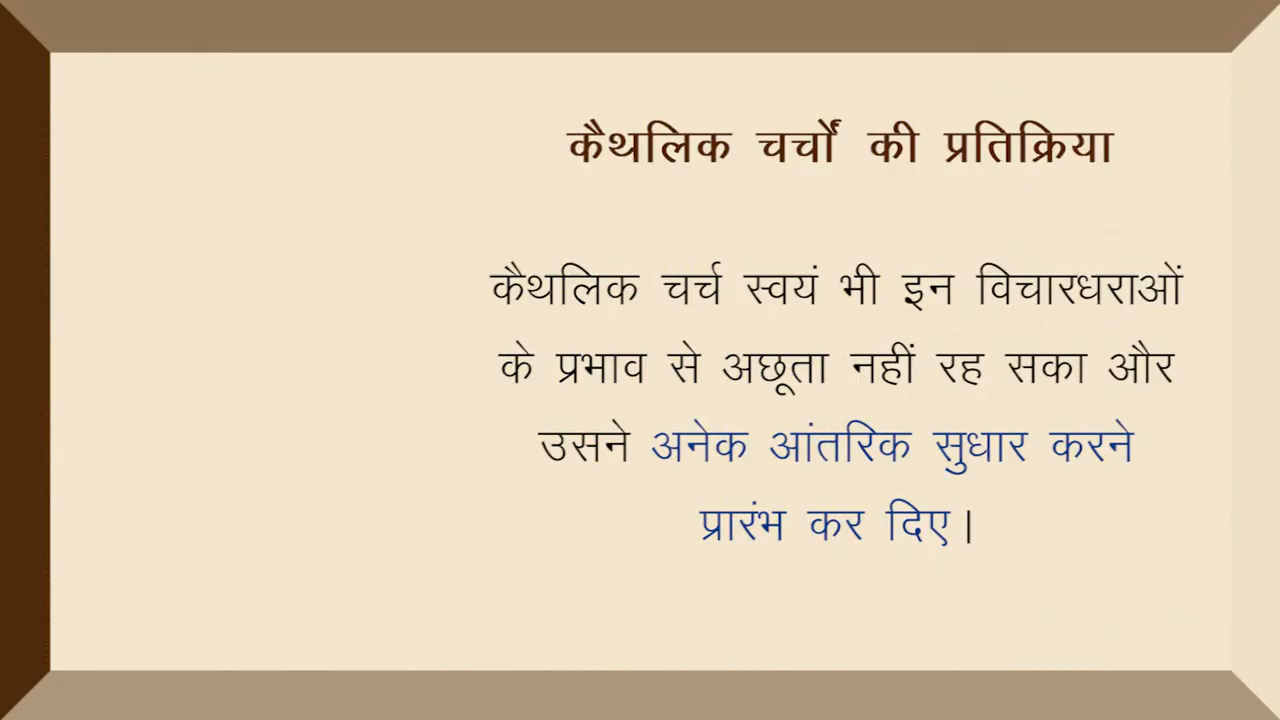 कैथलिक चर्चों की प्रतिक्रिया
कैथलिक चर्च स्वयं भी इन विचारधराओं
के प्रभाव से अछूता नहीं रह सका और
उसने अनेक आंतरिक सुधार करने
प्रारंभ कर दिए।